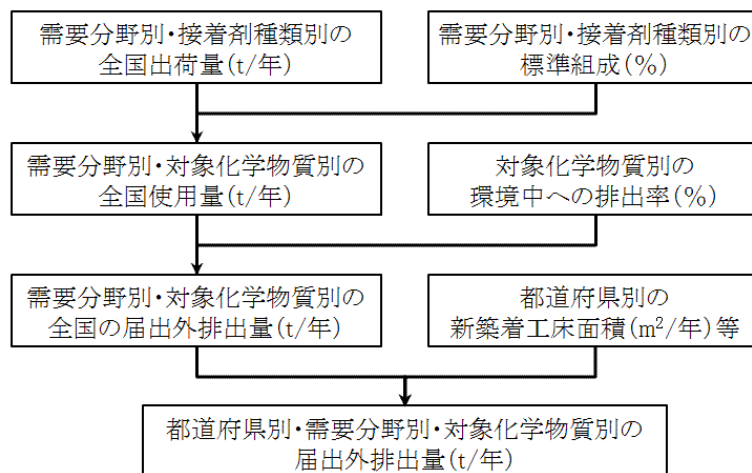 需要分野別・接着剤種類別の
全国出荷量(t/年)
需要分野別・接着剤種類別の
標準組成(%)
需要分野別・対象化学物質別の
全国使用量(t/年)
対象化学物質別の
環境中への排出率(%)
需要分野別・対象化学物質別の
全国の届出外排出量(t/年)
都道府県別の
新築着工床面積(m²/年)等
都道府県別・需要分野別・対象化学物質別の
届出外排出量(t/年)